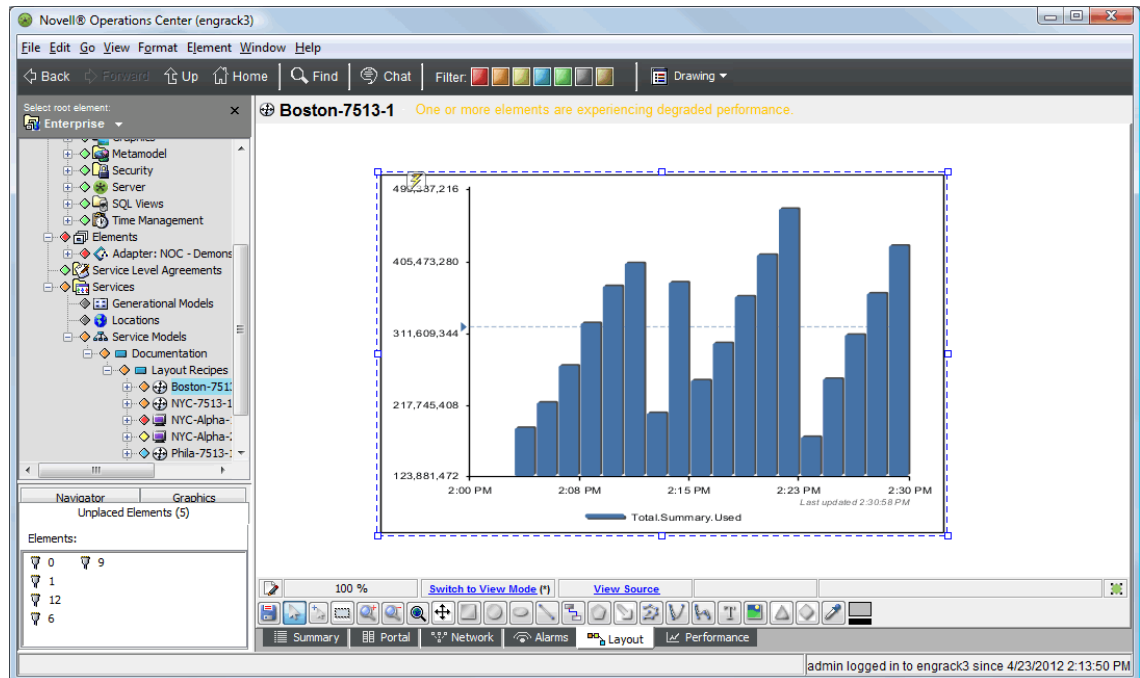 Novell® Operations Center (engrack3)
File Edit Go View Format Element Window Help
Back Forward Up Home Find Chat Filter: Drawing
Select root element:
Enterprise
Boston-7513-1 One or more elements are experiencing degraded performance.
Graphics
Metamodel
Security
Server
SQL Views
Time Management
Elements
Adapter: NOC - Demons
Service Level Agreements
Services
Generational Models
Locations
Service Models
Documentation
Layout Recipes
Boston-751
NYC-7513-1
NYC-Alpha-
NYC-Alpha-
Phila-7513-
Navigator Graphics
Unplaced Elements (5)
Elements:
0 9
1
12
6
405,473,280
311,609,344
217,745,408
123,881,472
2:00 PM 2:08 PM 2:15 PM 2:23 PM 2:30 PM
Last updated 2:30:58 PM
Total.Summary.Used
100 % Switch to View Mode (*) View Source
Summary Portal Network Alarms Layout Performance
admin logged in to engrack3 since 4/23/2012 2:13:50 PM